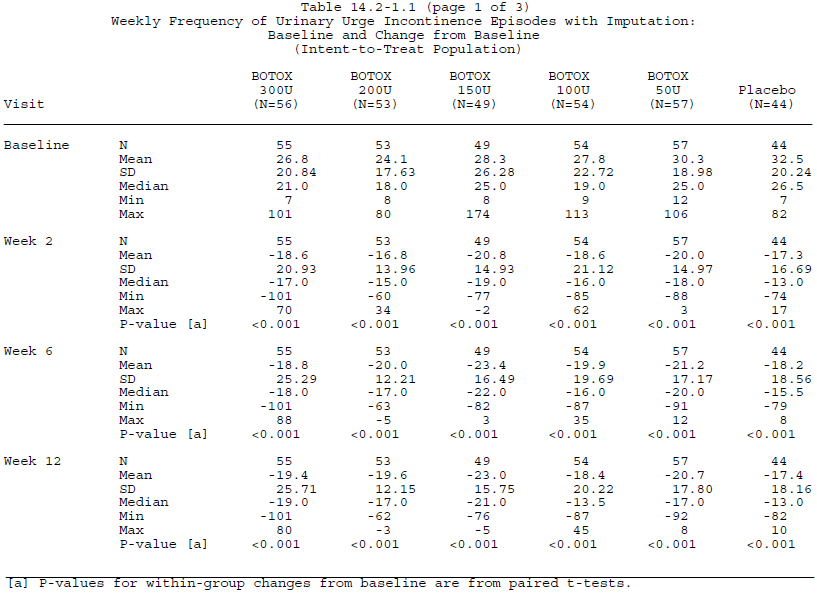 Table 14.2-1.1 (page 1 of 3)
Weekly Frequency of Urinary Urge Incontinence Episodes with Imputation:
Baseline and Change from Baseline
(Intent-to-Treat Population)
BOTOX BOTOX BOTOX BOTOX BOTOX
300U 200U 150U 100U 50U Placebo
Visit (N=56) (N=53) (N=49) (N=54) (N=57) (N=44)
Baseline N 55 53 49 54 57 44
Mean 26.8 24.1 28.3 27.8 30.3 32.5
SD 20.84 17.63 26.28 22.72 18.98 20.24
Median 21.0 18.0 25.0 19.0 25.0 26.5
Min 7 8 8 9 12 7
Max 101 80 174 113 106 82
Week 2 N 55 53 49 54 57 44
Mean -18.6 -16.8 -20.8 -18.6 -20.0 -17.3
SD 20.93 13.96 14.93 21.12 14.97 16.69
Median -17.0 -15.0 -19.0 -16.0 -18.0 -13.0
Min -101 -60 -77 -85 -88 -74
Max 70 34 -2 62 3 17
P-value [a] <0.001 <0.001 <0.001 <0.001 <0.001 <0.001
Week 6 N 55 53 49 54 57 44
Mean -18.8 -20.0 -23.4 -19.9 -21.2 -18.2
SD 25.29 12.21 16.49 19.69 17.17 18.56
Median -18.0 -17.0 -22.0 -16.0 -20.0 -15.5
Min -101 -63 -82 -87 -91 -79
Max 88 -5 3 35 12 8
P-value [a] <0.001 <0.001 <0.001 <0.001 <0.001 <0.001
Week 12 N 55 53 49 54 57 44
Mean -19.4 -19.6 -23.0 -18.4 -20.7 -17.4
SD 25.71 12.15 15.75 20.22 17.80 18.16
Median -19.0 -17.0 -21.0 -13.5 -17.0 -13.0
Min -101 -62 -76 -87 -92 -82
Max 80 -3 -5 45 8 10
P-value [a] <0.001 <0.001 <0.001 <0.001 <0.001 <0.001
[a] P-values for within-group changes from baseline are from paired t-tests.